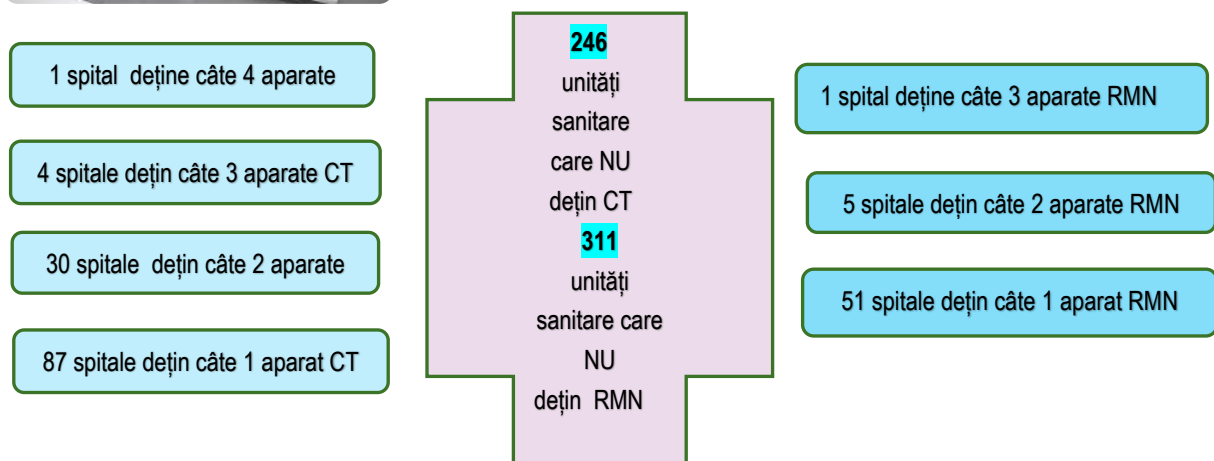 1 spital deține câte 4 aparate
4 spitale dețin câte 3 aparate CT
30 spitale dețin câte 2 aparate
87 spitale dețin câte 1 aparat CT
246
unități
sanitare
care NU
dețin CT
311
unități
sanitare care
NU
dețin RMN
1 spital deține câte 3 aparate RMN
5 spitale dețin câte 2 aparate RMN
51 spitale dețin câte 1 aparat RMN